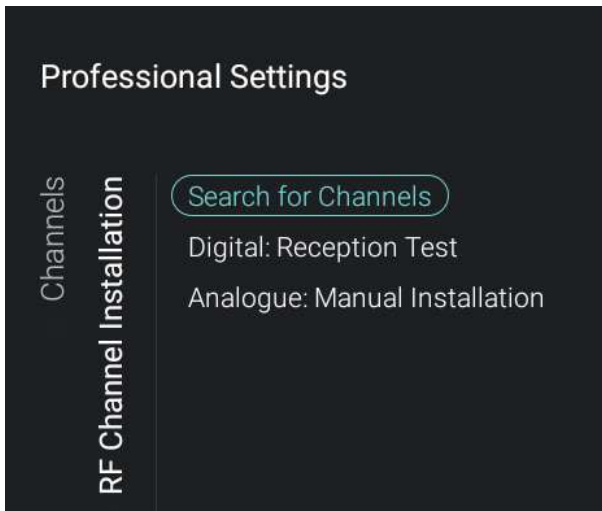 Professional Settings
Channels
RF Channel Installation
Search for Channels
Digital: Reception Test
Analogue: Manual Installation